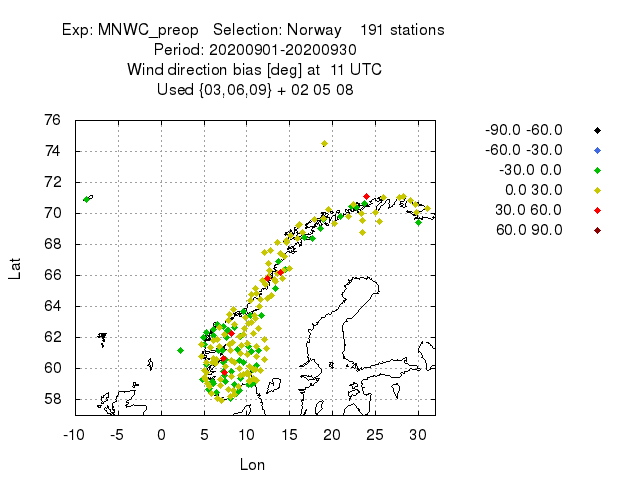 Exp: MNWC_preop Selection: Norway 191 stations
Period: 20200901-20200930
Wind direction bias [deg] at 11 UTC
Used {03,06,09} + 02 05 08
76
74
72
70
68
66
64
62
60
58
-10 -5 0 5 10 15 20 25 30
Lat
Lon
-90.0 -60.0
-60.0 -30.0
-30.0 0.0
0.0 30.0
30.0 60.0
60.0 90.0